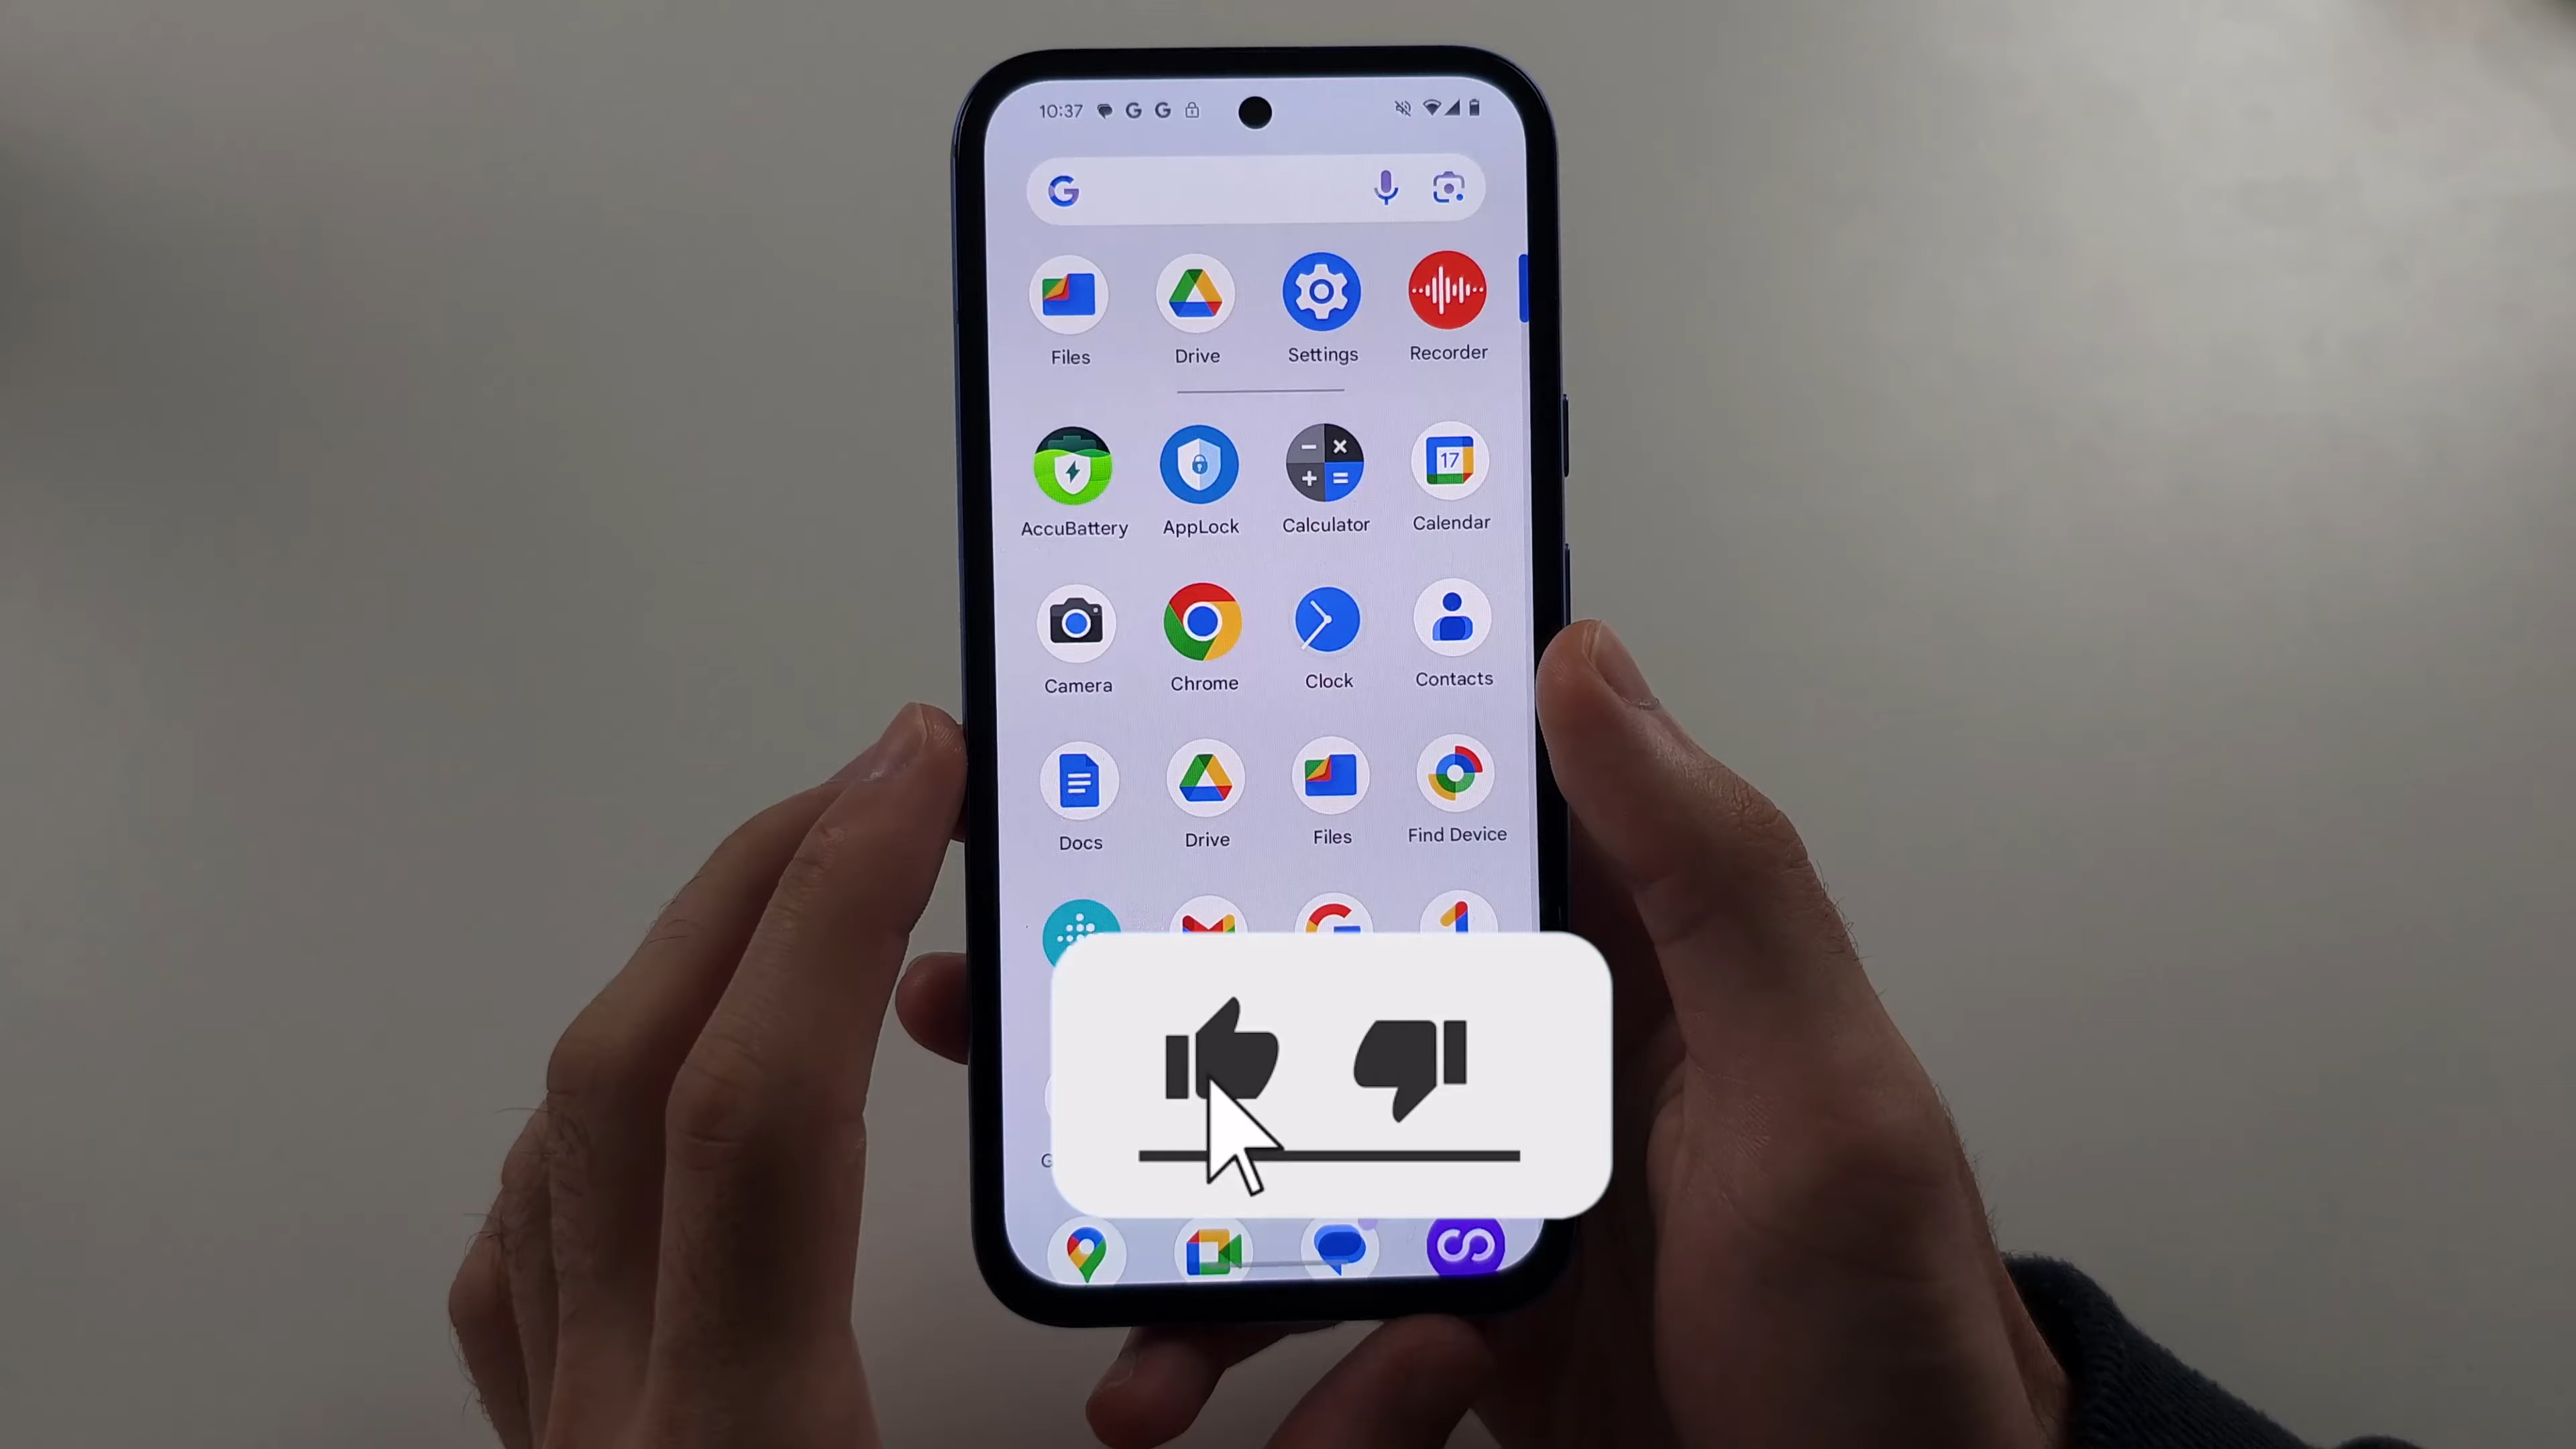 10:37
Files Drive Settings Recorder
AccuBattery AppLock Calculator Calendar
17
Camera Chrome Clock Contacts
Docs Drive Files Find Device